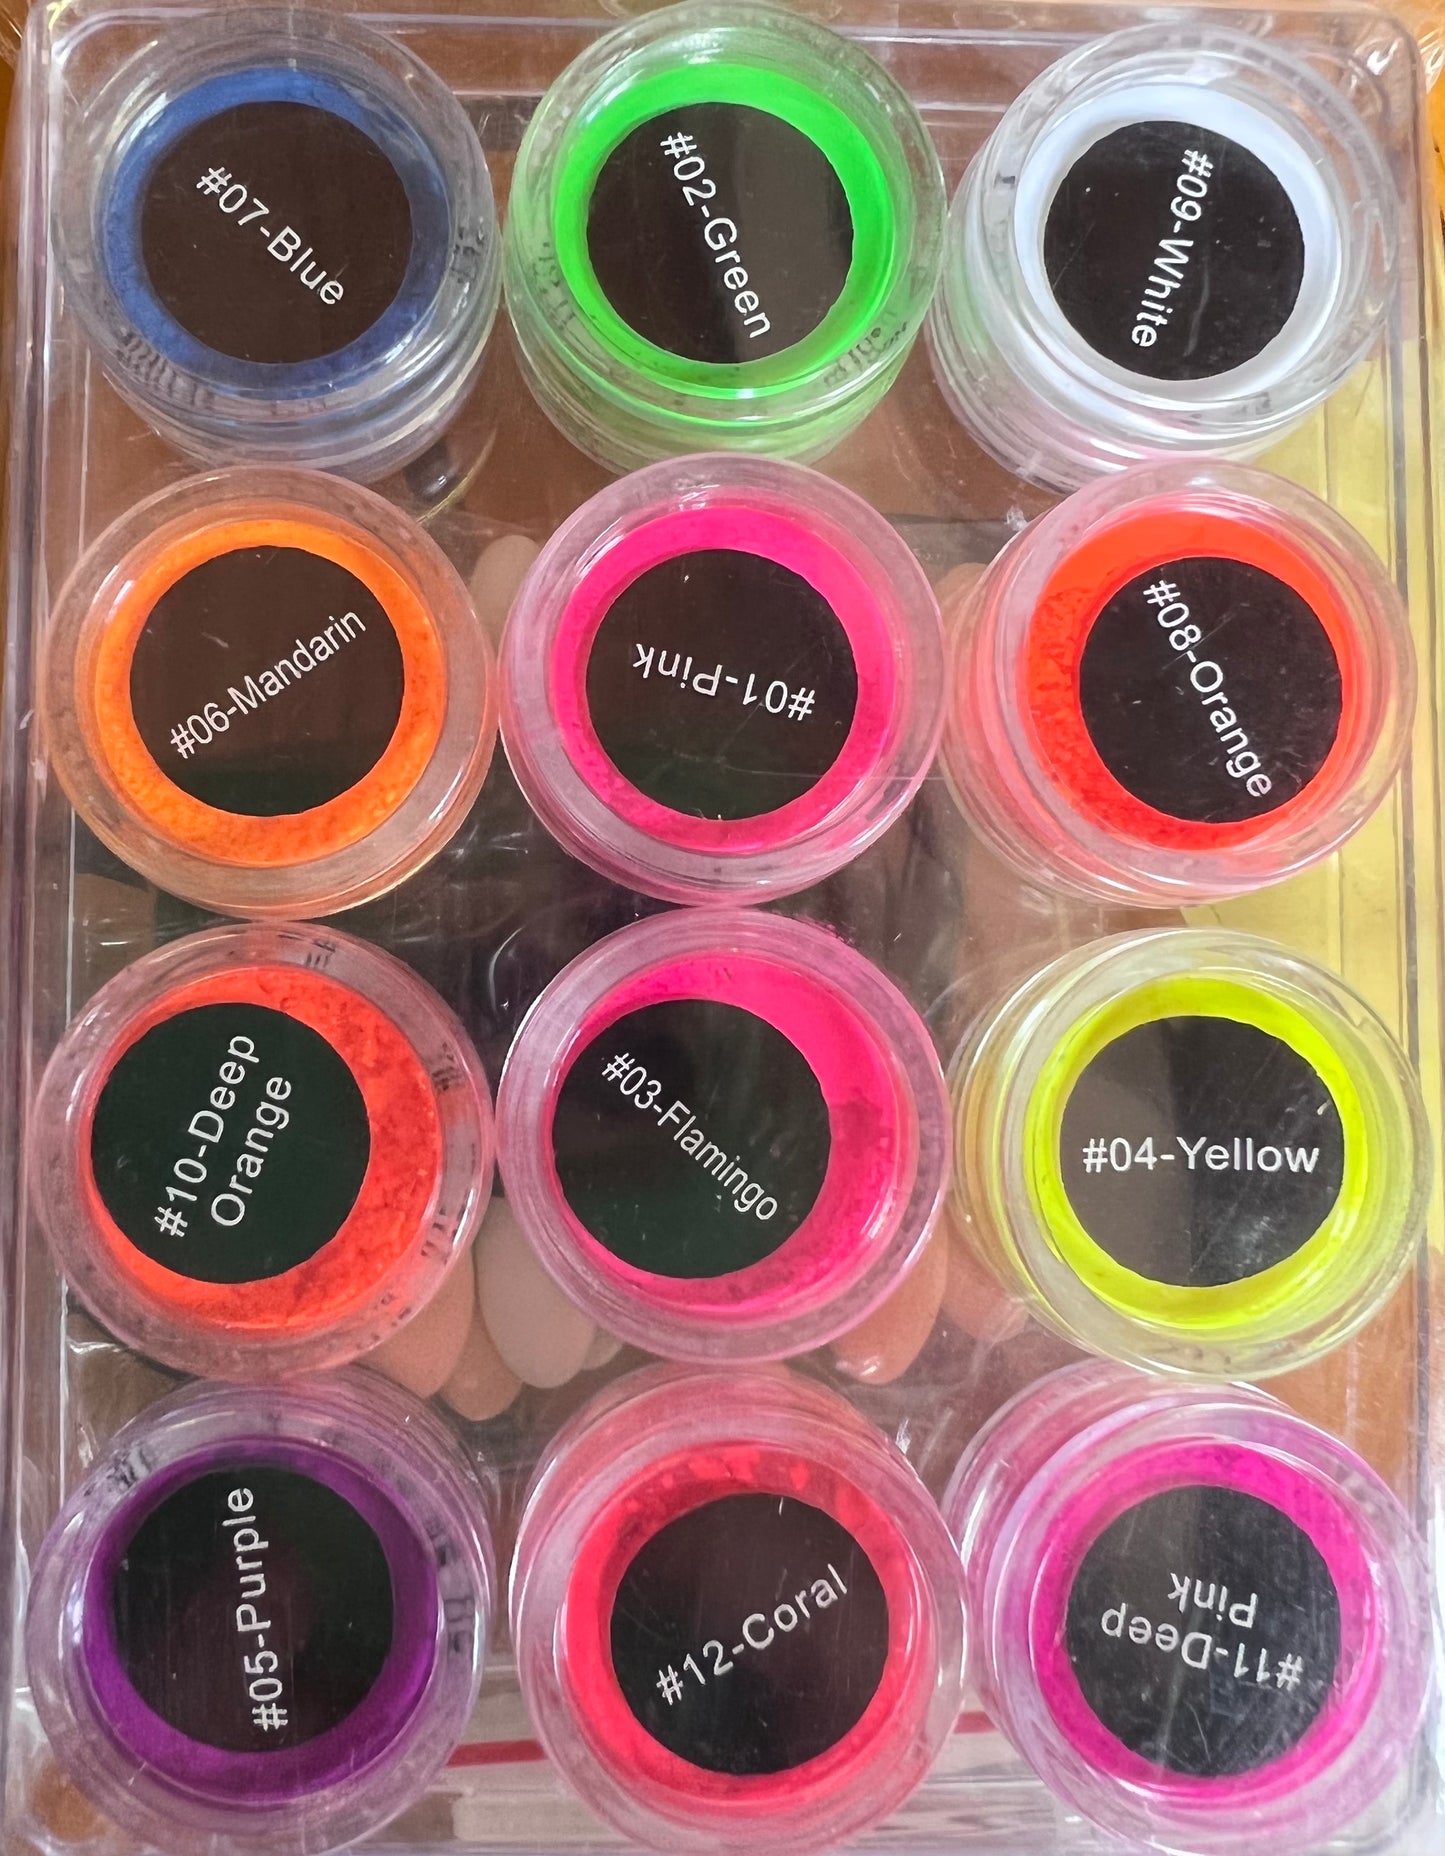 #07-Blue
#02-Green
#09-White
#06-Mandarin
#01-Pink
#08-Orange
#10-Deep
Orange
#03-Flamingo
#04-Yellow
#05-Purple
#12-Coral
#11-Deep
Pink